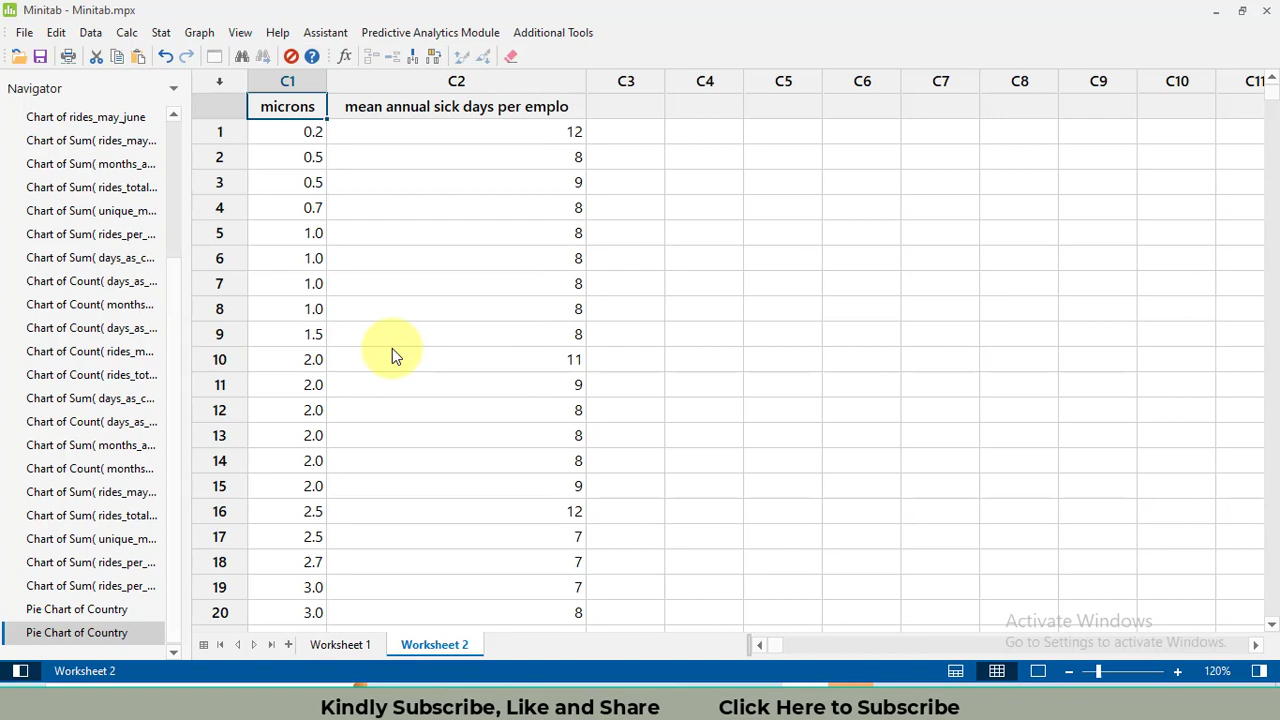 Minitab - Minitab.mpx
File Edit Data Calc Stat Graph View Help Assistant Predictive Analytics Module Additional Tools
fx
Navigator
Chart of rides_may_june
Chart of Sum( rides_may...
Chart of Sum( months_a...
Chart of Sum( rides_total...
Chart of Sum( unique_m...
Chart of Sum( rides_per_...
Chart of Sum( days_as_c...
Chart of Count( days_as_...
Chart of Count( months...
Chart of Count( days_as_...
Chart of Count( rides_m...
Chart of Count( rides_tot...
Chart of Sum( days_as_c...
Chart of Count( days_as_...
Chart of Sum( months_a...
Chart of Count( months...
Chart of Sum( rides_may...
Chart of Sum( rides_total...
Chart of Sum( unique_m...
Chart of Sum( rides_per_...
Chart of Sum( rides_per_...
Pie Chart of Country
Pie Chart of Country
C1 C2 C3 C4 C5 C6 C7 C8 C9 C10 C11
microns mean annual sick days per emplo
1 0.2 12
2 0.5 8
3 0.5 9
4 0.7 8
5 1.0 8
6 1.0 8
7 1.0 8
8 1.0 8
9 1.5 8
10 2.0 11
11 2.0 9
12 2.0 8
13 2.0 8
14 2.0 8
15 2.0 9
16 2.5 12
17 2.5 7
18 2.7 7
19 3.0 7
20 3.0 8
Activate Windows
Go to Settings to activate Windows.
Worksheet 1 Worksheet 2
Worksheet 2 120%
Kindly Subscribe, Like and Share Click Here to Subscribe